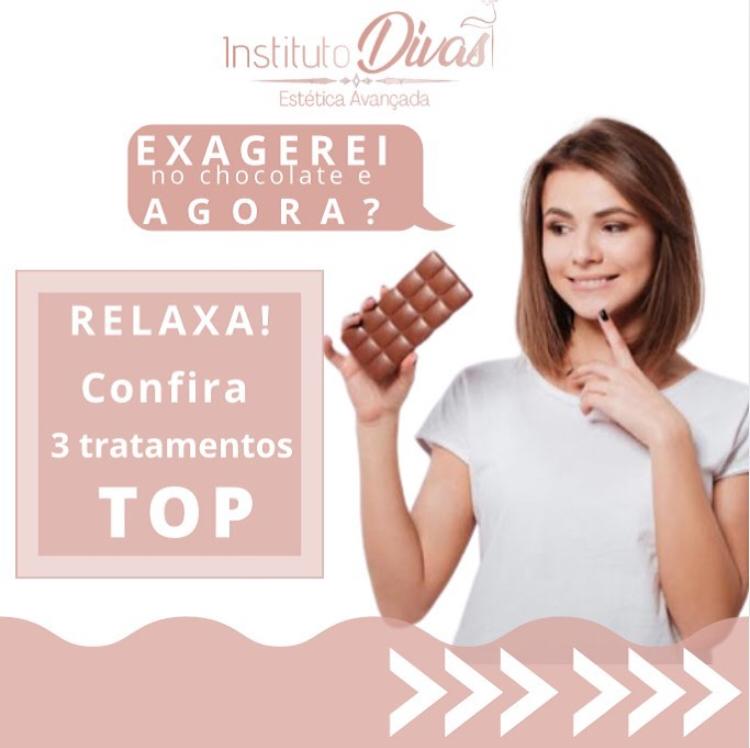 Instituto Divas
Estética Avançada
EXAGEREI
no chocolate e
AGORA?
RELAXA!
Confira
3 tratamentos
TOP